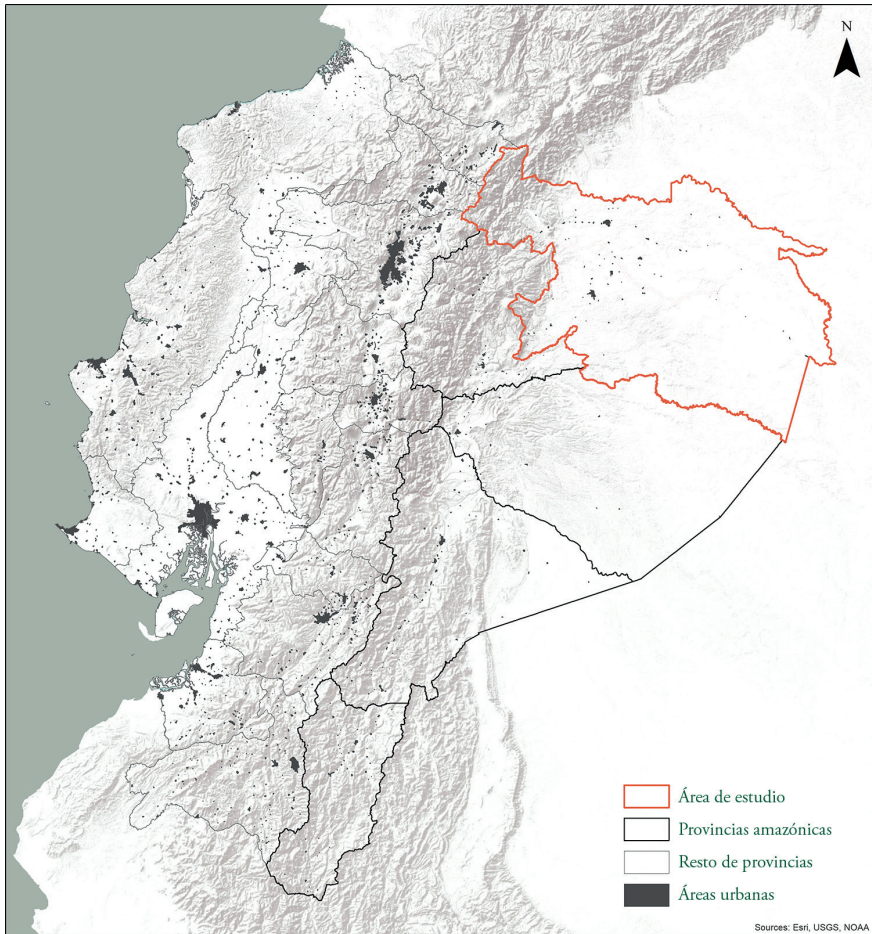 N
Área de estudio
Provincias amazónicas
Resto de provincias
Áreas urbanas
Sources: Esri, USGS, NOAA